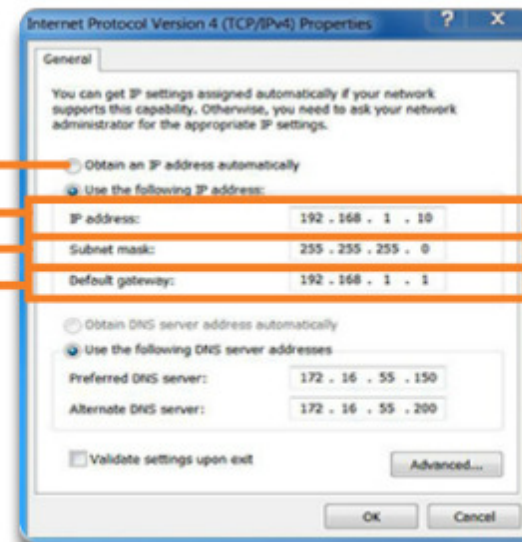 Internet Protocol Version 4 (TCP/IPv4) Properties
General
You can get IP settings assigned automatically if your network
supports this capability. Otherwise, you need to ask your network
administrator for the appropriate IP settings.
Obtain an IP address automatically
Use the following IP address:
IP address: 192 . 168 . 1 . 10
Subnet mask: 255 . 255 . 255 . 0
Default gateway: 192 . 168 . 1 . 1
Obtain DNS server address automatically
Use the following DNS server addresses
Preferred DNS server: 172 . 16 . 55 . 150
Alternate DNS server: 172 . 16 . 55 . 200
Validate settings upon exit
Advanced...
OK Cancel